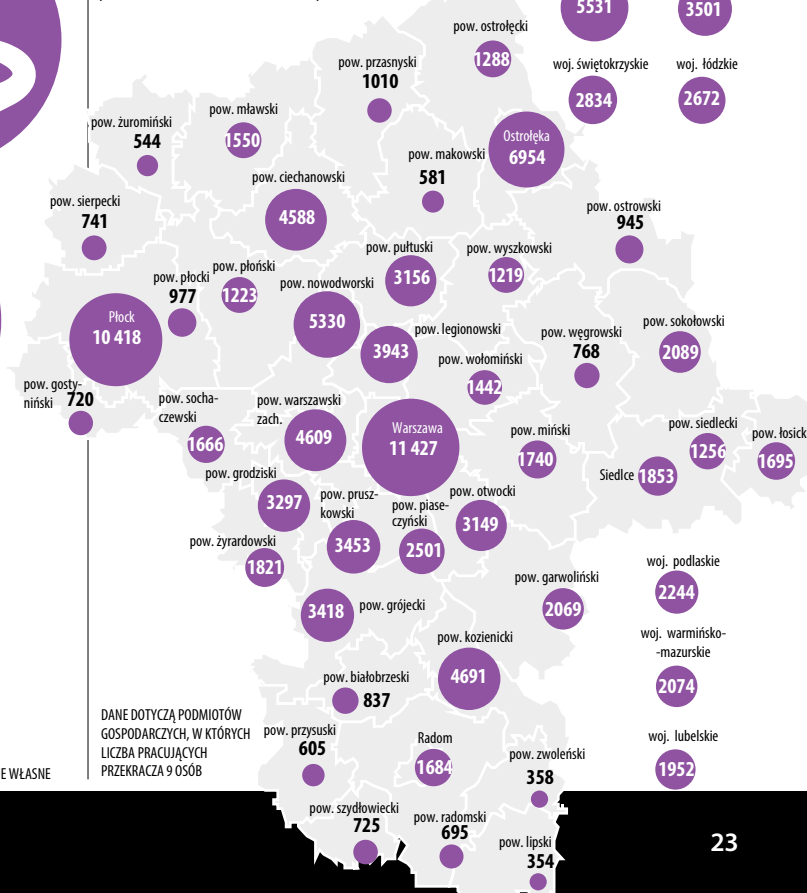 5531
3501
pow. ostrołęcki
1288
woj. świętokrzyskie
2834
woj. łódzkie
2672
pow. przasnyski
1010
pow. mławski
1550
pow. żuromiński
544
Ostrołęka
6954
pow. makowski
581
pow. ciechanowski
4588
pow. sierpecki
741
pow. ostrowski
945
pow. pułtuski
3156
pow. wyszkowski
1219
pow. płocki
977
pow. płoński
1223
pow. nowodworski
5330
Płock
10 418
pow. legionowski
3943
pow. węgrowski
768
pow. sokołowski
2089
pow. wołomiński
1442
pow. gosty-
niński 720
pow. socha-
czewski
1666
pow. warszawski
zach.
4609
Warszawa
11 427
pow. miński
1740
pow. siedlecki
1256
pow. łosick
1695
Siedlce 1853
pow. grodziski
3297
pow. prusz-
kowski
3453
pow. piase-
czyński
2501
pow. otwocki
3149
pow. żyrardowski
1821
pow. garwoliński
2069
woj. podlaskie
2244
3418 pow. grójecki
woj. warmińsko-
-mazurskie
2074
pow. kozienicki
4691
pow. białobrzeski
837
DANE DOTYCZĄ PODMIOTÓW
GOSPODARCZYCH, W KTÓRYCH
LICZBA PRACUJĄCYCH
PRZEKRACZA 9 OSÓB
pow. przysuski
605
Radom
1684
pow. zwoleński
358
woj. lubelskie
1952
E WŁASNE
pow. szydłowiecki
725
pow. radomski
695
pow. lipski
354
23